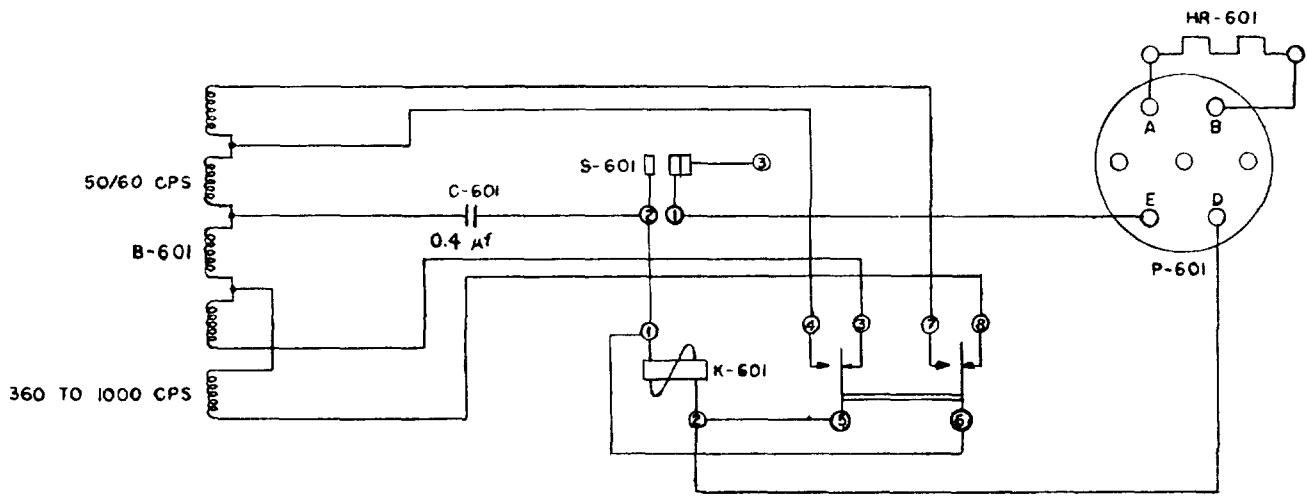 HR-601
A B
E D
P-601
50/60 CPS
C-601
0.4 µf
S-601
3
2 1
B-601
4 3 7 8
1
K-601
360 TO 1000 CPS
2 5 6